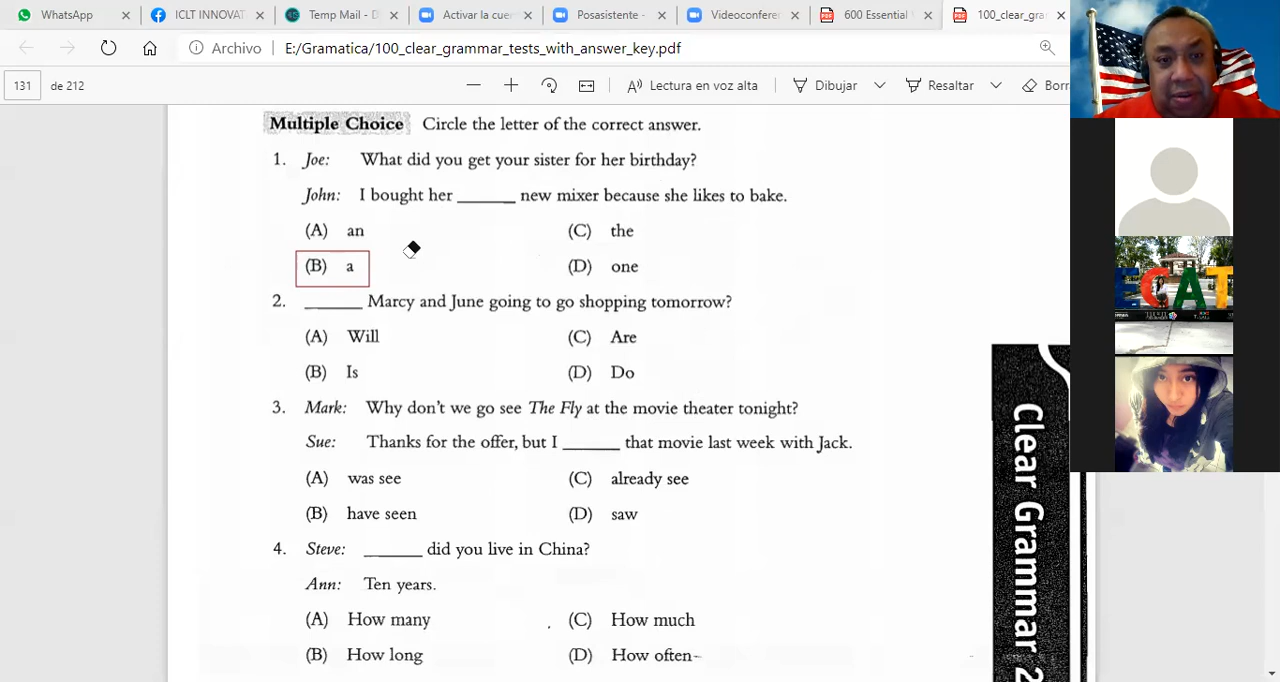 WhatsApp
ICLT INNOVAT
Temp Mail - D
Activar la cue
Posasistente -
Videoconferen
600 Essential
100_clear_gra
Archivo
E:/Gramatica/100_clear_grammar_tests_with_answer_key.pdf
131 de 212
Lectura en voz alta
Dibujar
Resaltar
Borr
Multiple Choice Circle the letter of the correct answer.
1. Joe: What did you get your sister for her birthday?
John: I bought her ______ new mixer because she likes to bake.
(A) an (C) the
(B) a (D) one
2. ______ Marcy and June going to go shopping tomorrow?
(A) Will (C) Are
(B) Is (D) Do
3. Mark: Why don't we go see The Fly at the movie theater tonight?
Sue: Thanks for the offer, but I ______ that movie last week with Jack.
(A) was see (C) already see
(B) have seen (D) saw
4. Steve: ______ did you live in China?
Ann: Ten years.
(A) How many (C) How much
(B) How long (D) How often
Clear Grammar 2
ECAT